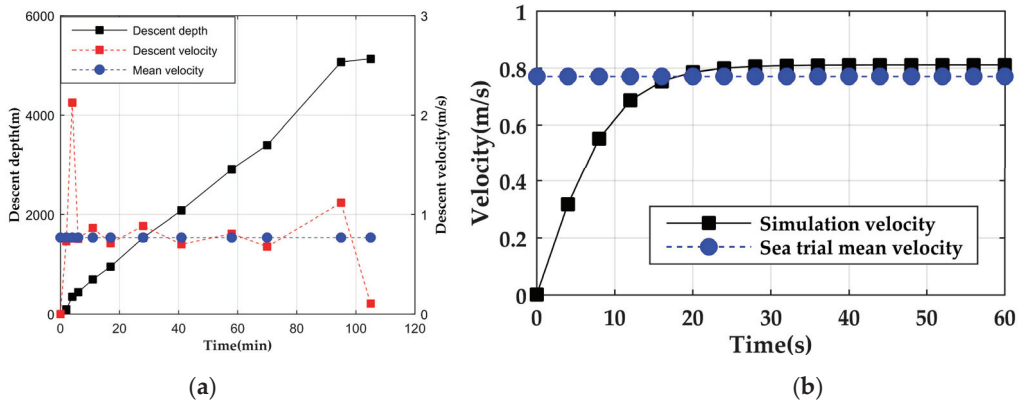 6000
4000
2000
0
Descent depth(m)
Descent depth
Descent velocity
Mean velocity
3
2
1
0
Descent velocity(m/s)
0 20 40 60 80 100 120
Time(min)
(a)
1
0.8
0.6
0.4
0.2
0
Velocity(m/s)
Simulation velocity
Sea trial mean velocity
0 10 20 30 40 50 60
Time(s)
(b)